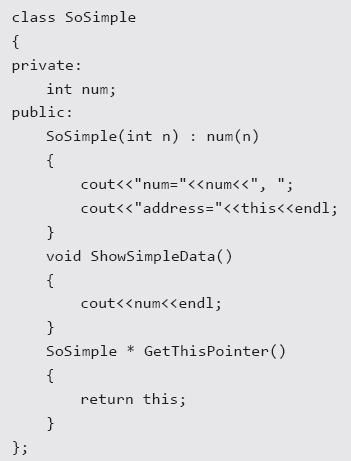 class SoSimple
{
private:
    int num;
public:
    SoSimple(int n) : num(n)
    {
        cout<<"num="<<num<<", ";
        cout<<"address="<<this<<endl;
    }
    void ShowSimpleData()
    {
        cout<<num<<endl;
    }
    SoSimple * GetThisPointer()
    {
        return this;
    }
};